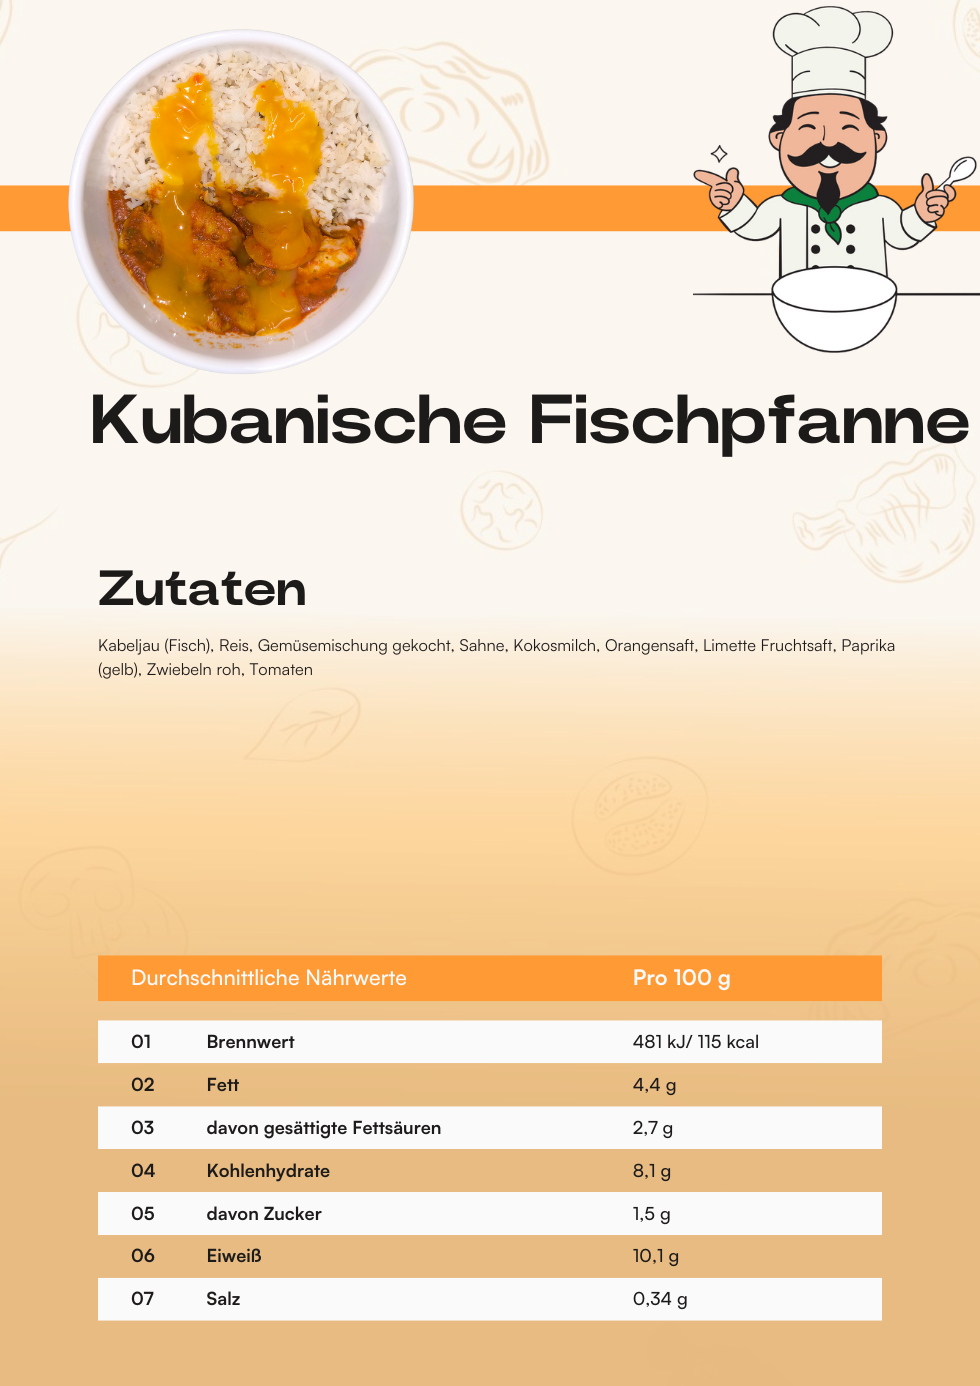 Kubanische Fischpfanne
Zutaten
Kabeljau (Fisch), Reis, Gemüsemischung gekocht, Sahne, Kokosmilch, Orangensaft, Limette Fruchtsaft, Paprika
(gelb), Zwiebeln roh, Tomaten
Durchschnittliche Nährwerte Pro 100 g
01 Brennwert 481 kJ/ 115 kcal
02 Fett 4,4 g
03 davon gesättigte Fettsäuren 2,7 g
04 Kohlenhydrate 8,1 g
05 davon Zucker 1,5 g
06 Eiweiß 10,1 g
07 Salz 0,34 g